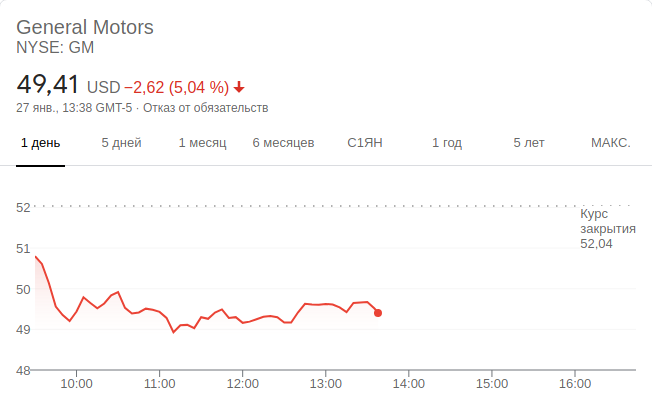 General Motors
NYSE: GM
49,41 USD −2,62 (5,04 %)
27 янв., 13:38 GMT-5 · Отказ от обязательств
1 день 5 дней 1 месяц 6 месяцев С1ЯН 1 год 5 лет МАКС.
52
Курс
закрытия
52,04
51
50
49
48
10:00 11:00 12:00 13:00 14:00 15:00 16:00